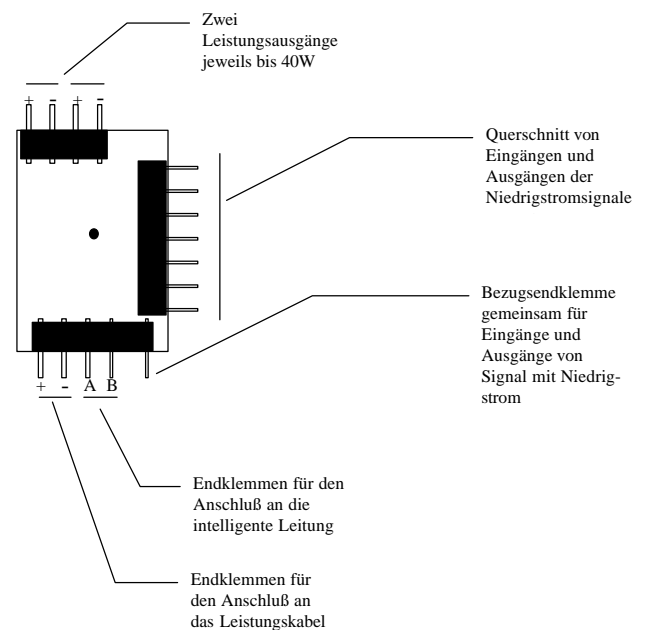 Zwei
Leistungsausgänge
jeweils bis 40W
+ - + -
Querschnitt von
Eingängen und
Ausgängen der
Niedrigstromsignale
Bezugsendklemme
gemeinsam für
Eingänge und
Ausgänge von
Signal mit Niedrig-
strom
+ - A B
Endklemmen für den
Anschluß an die
intelligente Leitung
Endklemmen für
den Anschluß an
das Leistungskabel